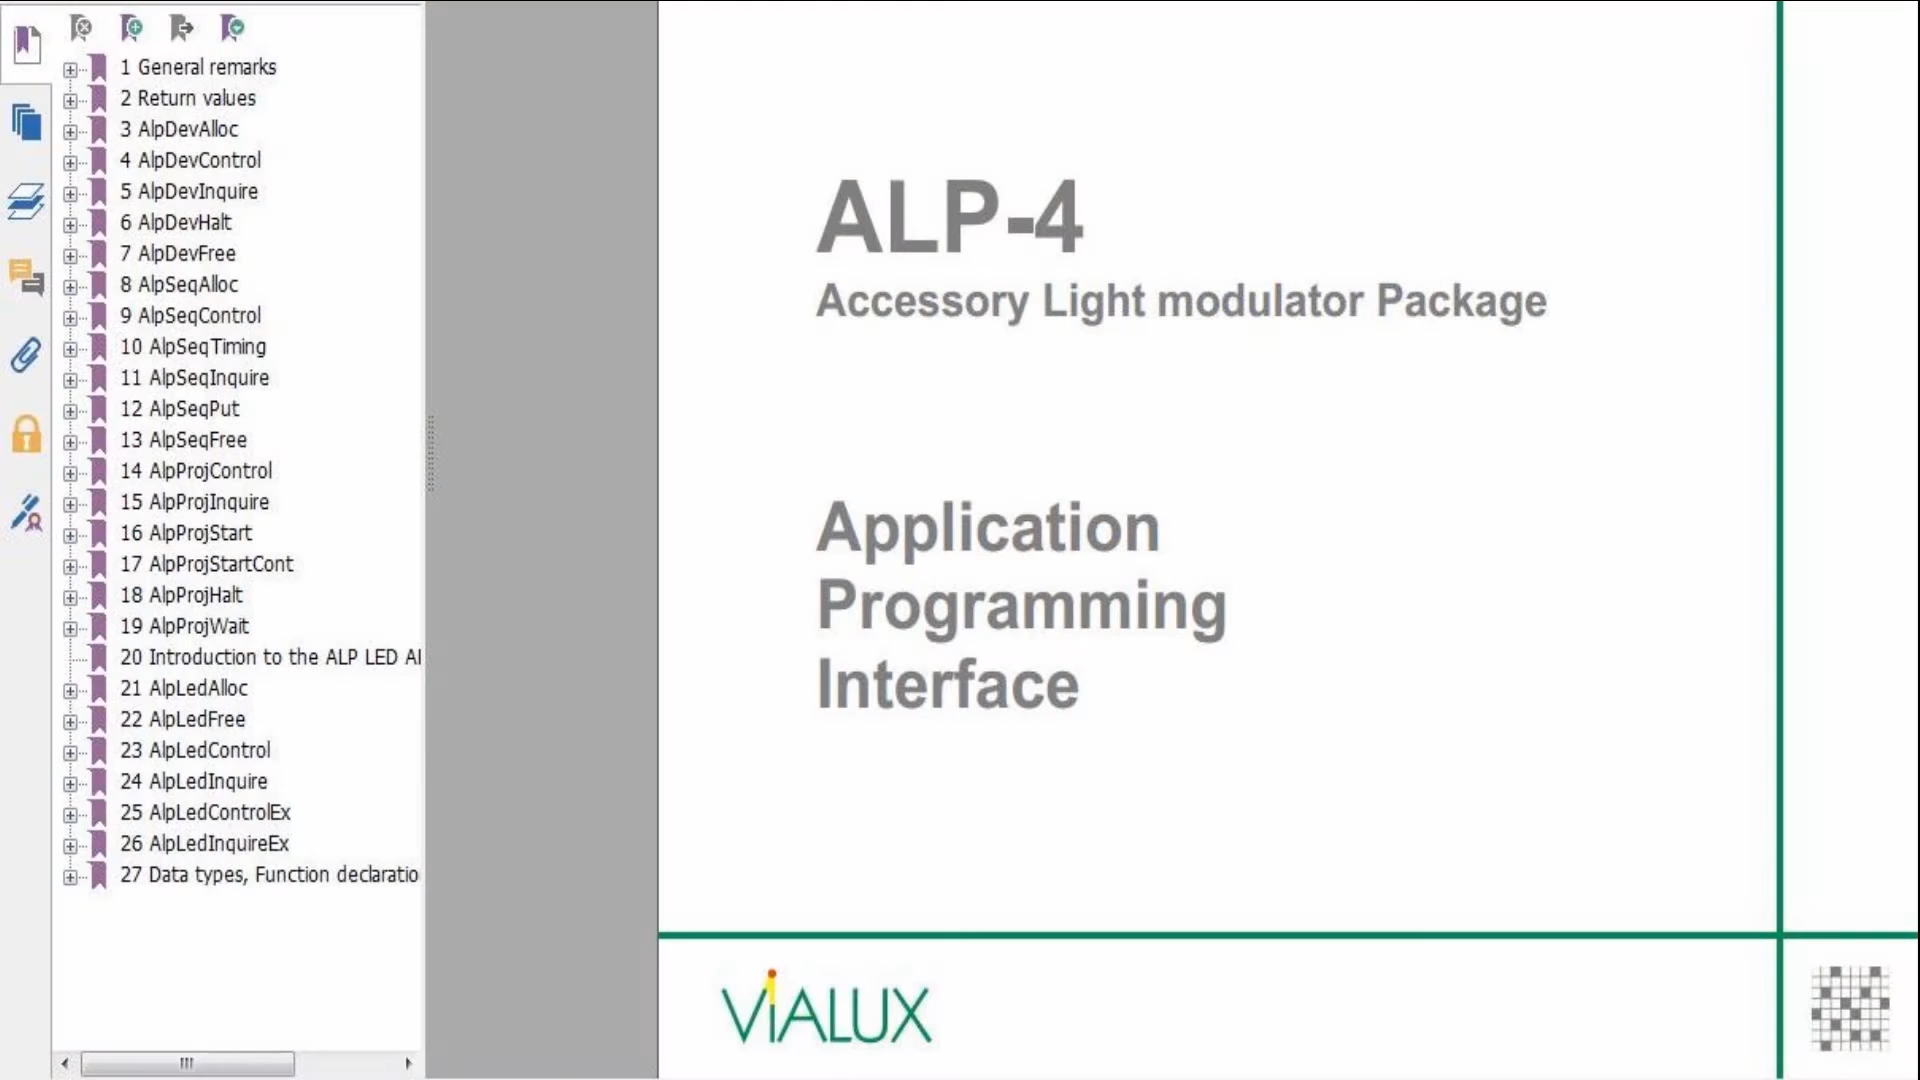 1 General remarks
2 Return values
3 AlpDevAlloc
4 AlpDevControl
5 AlpDevInquire
6 AlpDevHalt
7 AlpDevFree
8 AlpSeqAlloc
9 AlpSeqControl
10 AlpSeqTiming
11 AlpSeqInquire
12 AlpSeqPut
13 AlpSeqFree
14 AlpProjControl
15 AlpProjInquire
16 AlpProjStart
17 AlpProjStartCont
18 AlpProjHalt
19 AlpProjWait
20 Introduction to the ALP LED AI
21 AlpLedAlloc
22 AlpLedFree
23 AlpLedControl
24 AlpLedInquire
25 AlpLedControlEx
26 AlpLedInquireEx
27 Data types, Function declaratio
ALP-4
Accessory Light modulator Package
Application
Programming
Interface
ViALUX